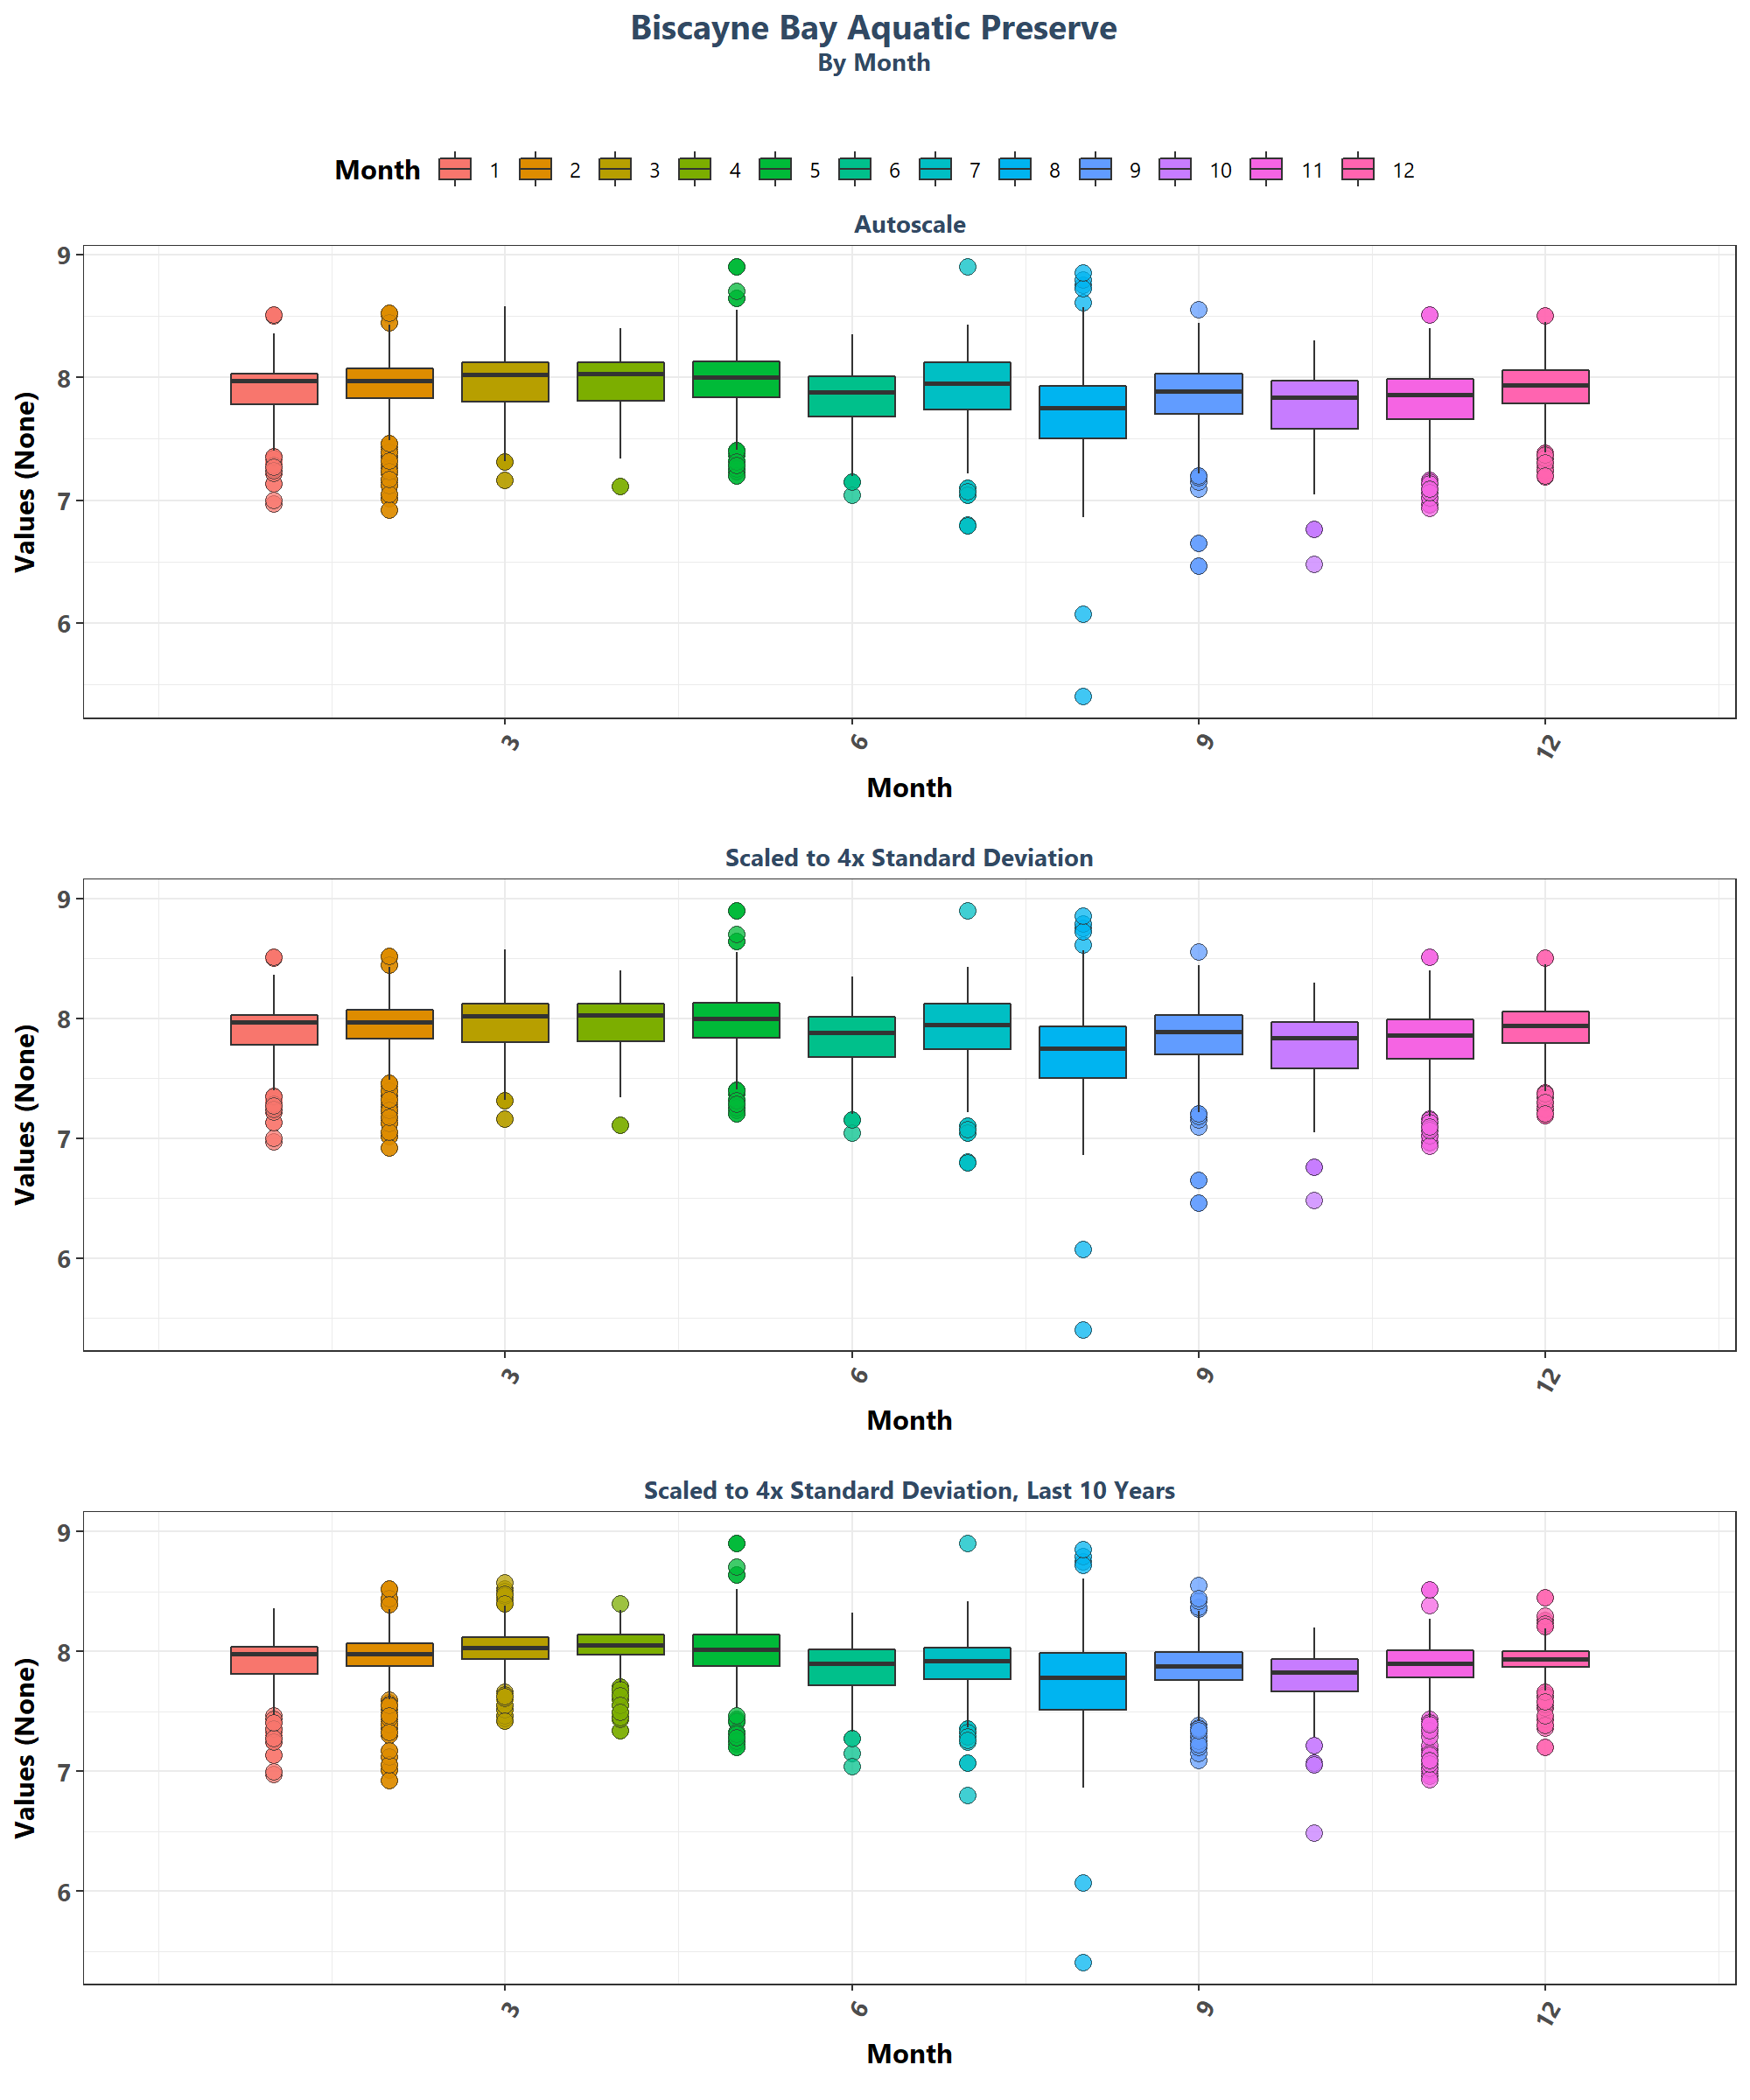 Biscayne Bay Aquatic Preserve
By Month
Month 1 2 3 4 5 6 7 8 9 10 11 12
Autoscale
Values (None)
9
8
7
6
3 6 9 12
Month
Scaled to 4x Standard Deviation
Values (None)
9
8
7
6
3 6 9 12
Month
Scaled to 4x Standard Deviation, Last 10 Years
Values (None)
9
8
7
6
3 6 9 12
Month